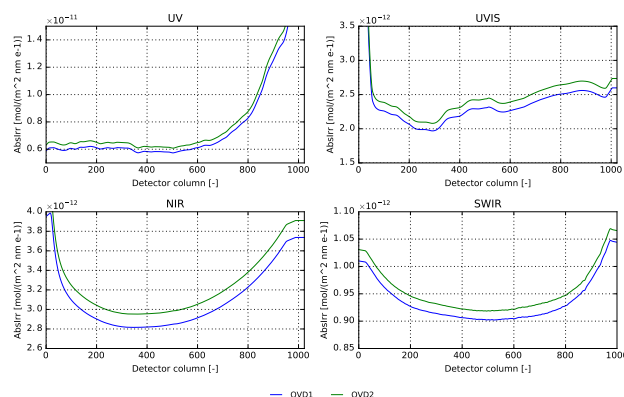 UV
×10^-11
AbsIrr [mol/(m^2 nm e-1)]
1.4
1.2
1.0
0.8
0.6
0 200 400 600 800 1000
Detector column [-]
UVIS
×10^-12
AbsIrr [mol/(m^2 nm e-1)]
3.5
3.0
2.5
2.0
1.5
0 200 400 600 800 1000
Detector column [-]
NIR
×10^-12
AbsIrr [mol/(m^2 nm e-1)]
4.0
3.8
3.6
3.4
3.2
3.0
2.8
2.6
0 200 400 600 800 1000
Detector column [-]
SWIR
×10^-12
AbsIrr [mol/(m^2 nm e-1)]
1.10
1.05
1.00
0.95
0.90
0.85
0 200 400 600 800 1000
Detector column [-]
QVD1 QVD2